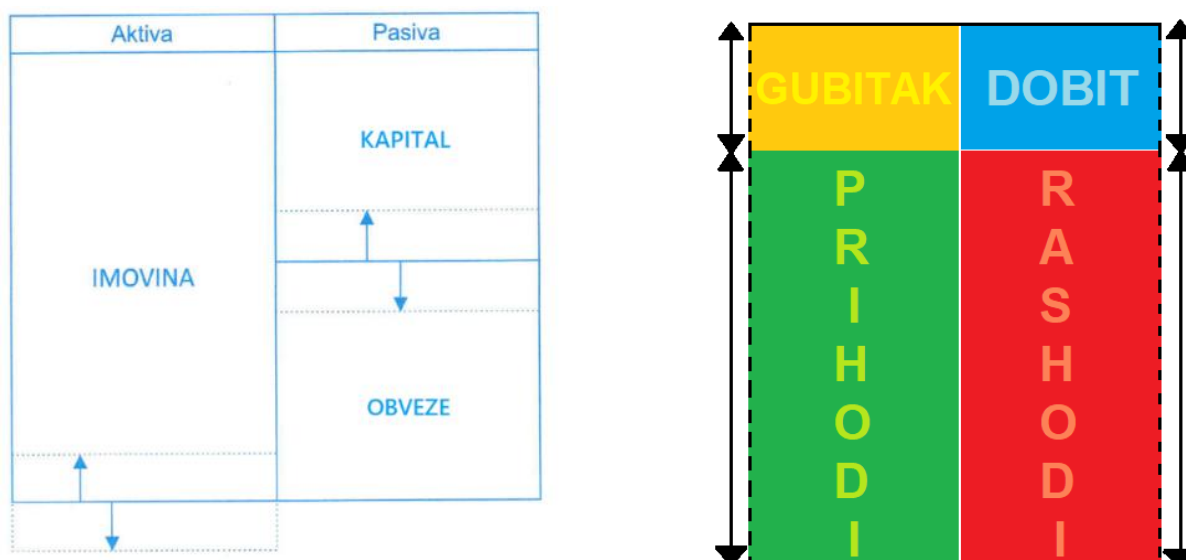 Aktiva
Pasiva
KAPITAL
IMOVINA
OBVEZE
GUBITAK
DOBIT
P
R
I
H
O
D
I
R
A
S
H
O
D
I